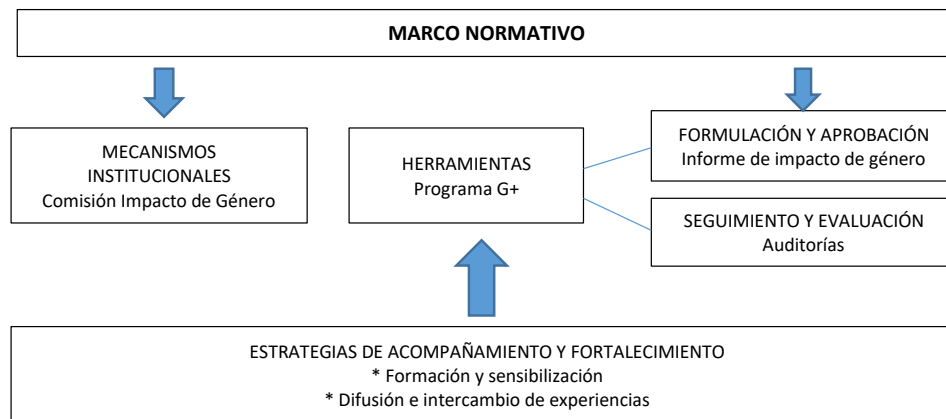 MARCO NORMATIVO
MECANISMOS
INSTITUCIONALES
Comisión Impacto de Género
HERRAMIENTAS
Programa G+
FORMULACIÓN Y APROBACIÓN
Informe de impacto de género
SEGUIMIENTO Y EVALUACIÓN
Auditorías
ESTRATEGIAS DE ACOMPAÑAMIENTO Y FORTALECIMIENTO
* Formación y sensibilización
* Difusión e intercambio de experiencias